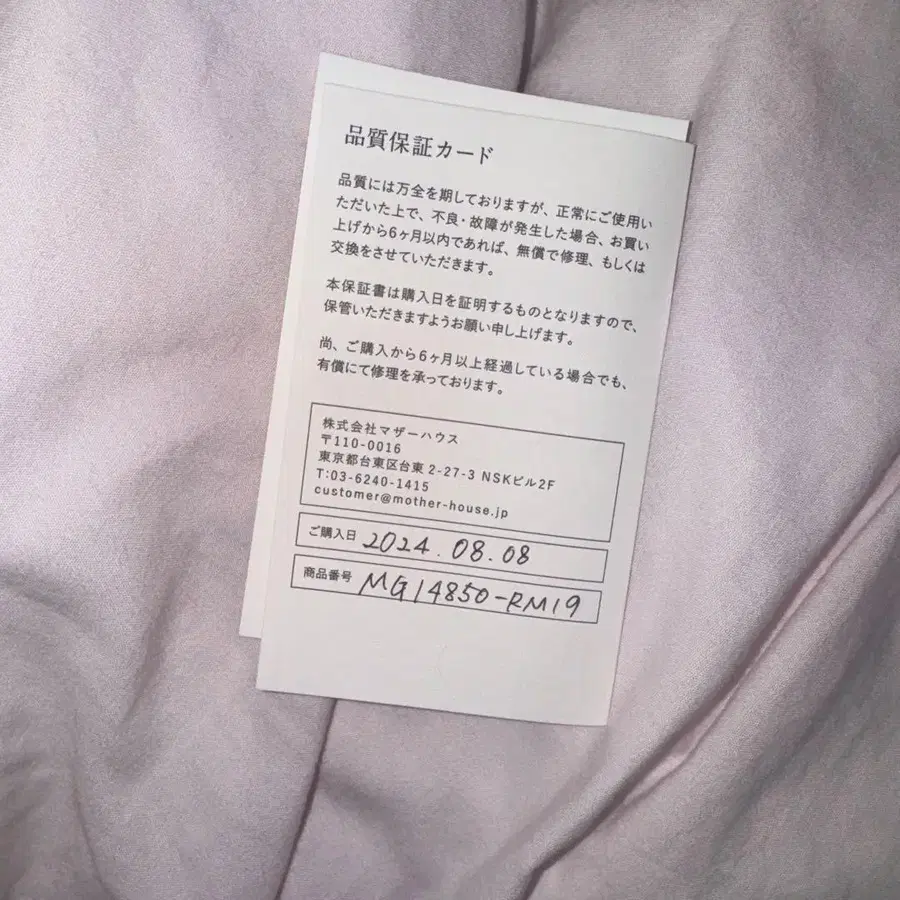 品質保証カード
品質には万全を期しておりますが、正常にご使用い
ただいた上で、不良・故障が発生した場合、お買い
上げから6ヶ月以内であれば、無償で修理、もしくは
交換をさせていただきます。
本保証書は購入日を証明するものとなりますので、
保管いただきますようお願い申し上げます。
尚、ご購入から6ヶ月以上経過している場合でも、
有償にて修理を承っております。
株式会社マザーハウス
〒110-0016
東京都台東区台東 2-27-3 NSKビル2F
T:03-6240-1415
customer@mother-house.jp
ご購入日 2024.08.08
商品番号 MG14850-RM19